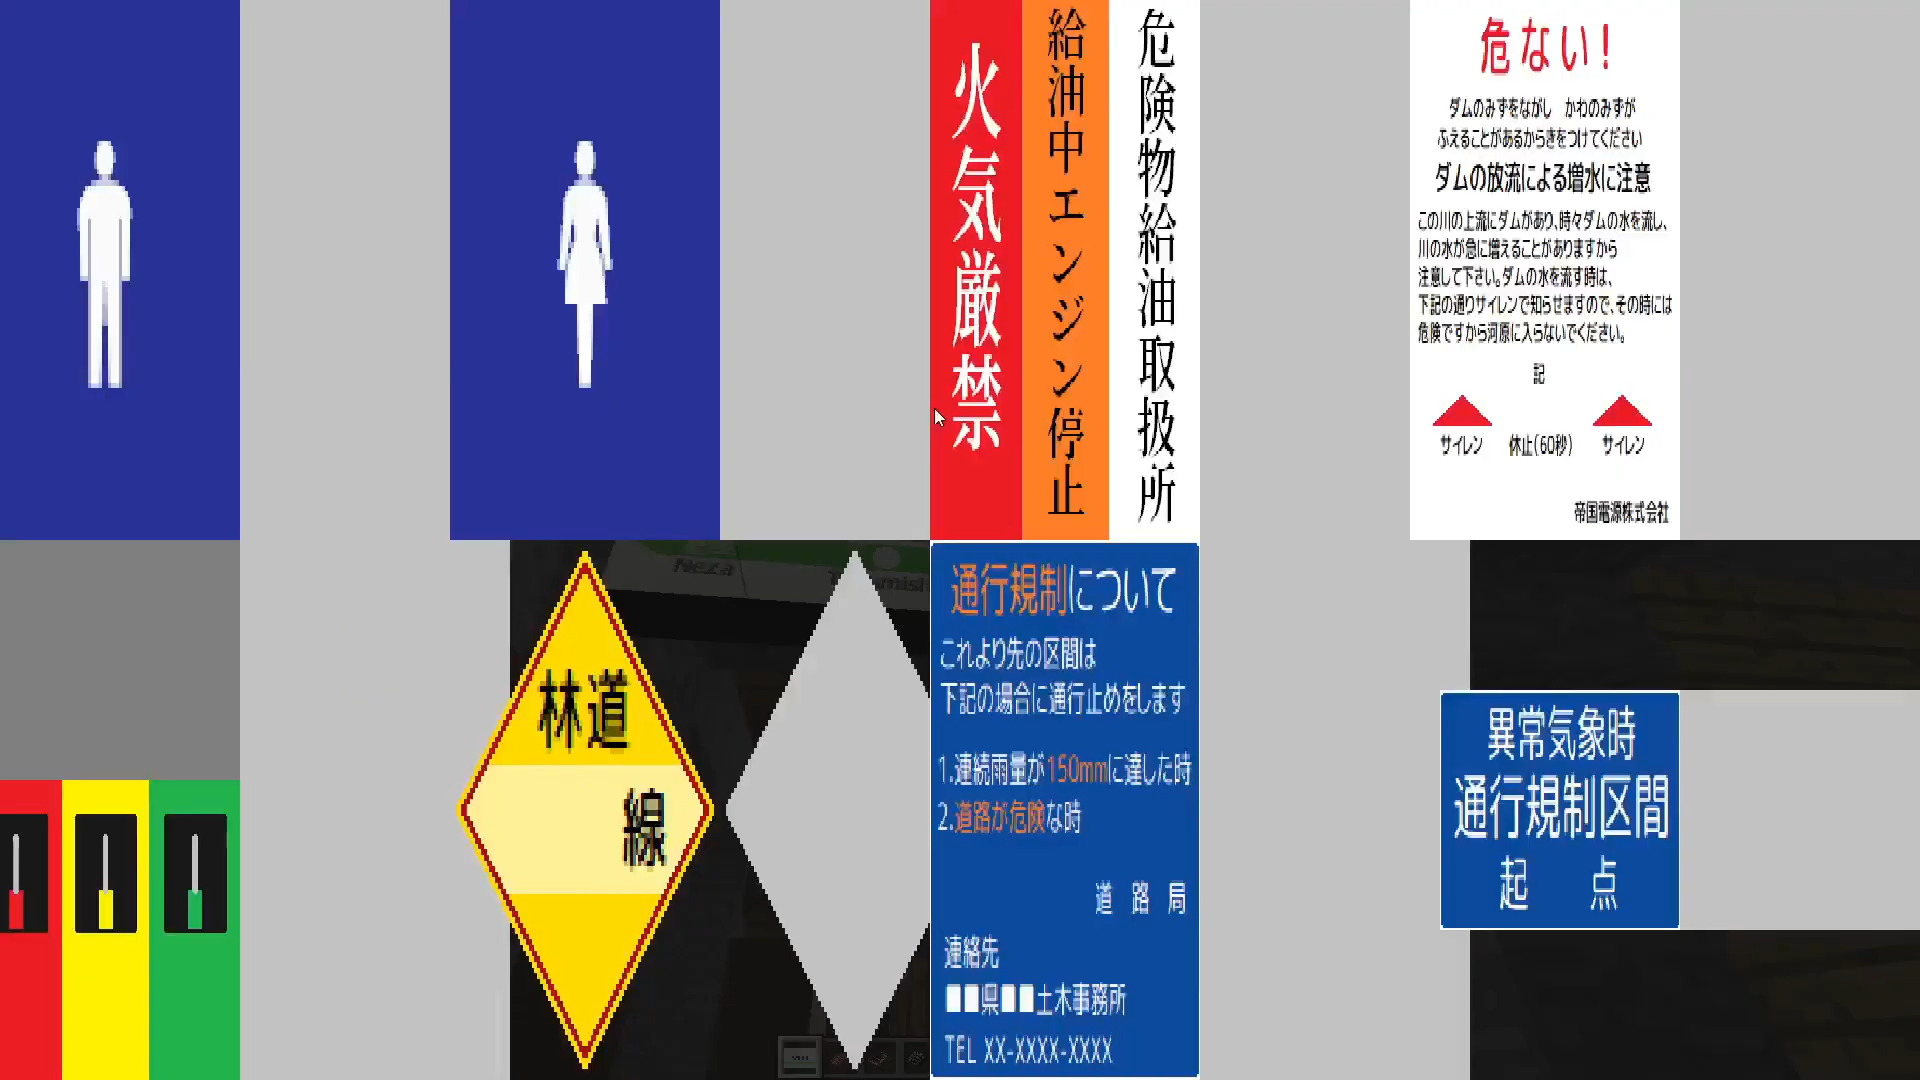 火気厳禁
給油中エンジン停止
危険物給油取扱所
危ない!
ダムのみずをながし かわのみずが
ふえることがあるからきをつけてください
ダムの放流による増水に注意
この川の上流にダムがあり、時々ダムの水を流し、
川の水が急に増えることがありますから
注意して下さい。ダムの水を流す時は、
下記の通りサイレンで知らせますので、その時には
危険ですから河原に入らないでください。
記
サイレン 休止(60秒) サイレン
帝国電源株式会社
Neza
林道
線
通行規制について
これより先の区間は
下記の場合に通行止めをします
1.連続雨量が150mmに達した時
2.道路が危険な時
道 路 局
連絡先
■■県■■土木事務所
TEL XX-XXXX-XXXX
異常気象時
通行規制区間
起 点